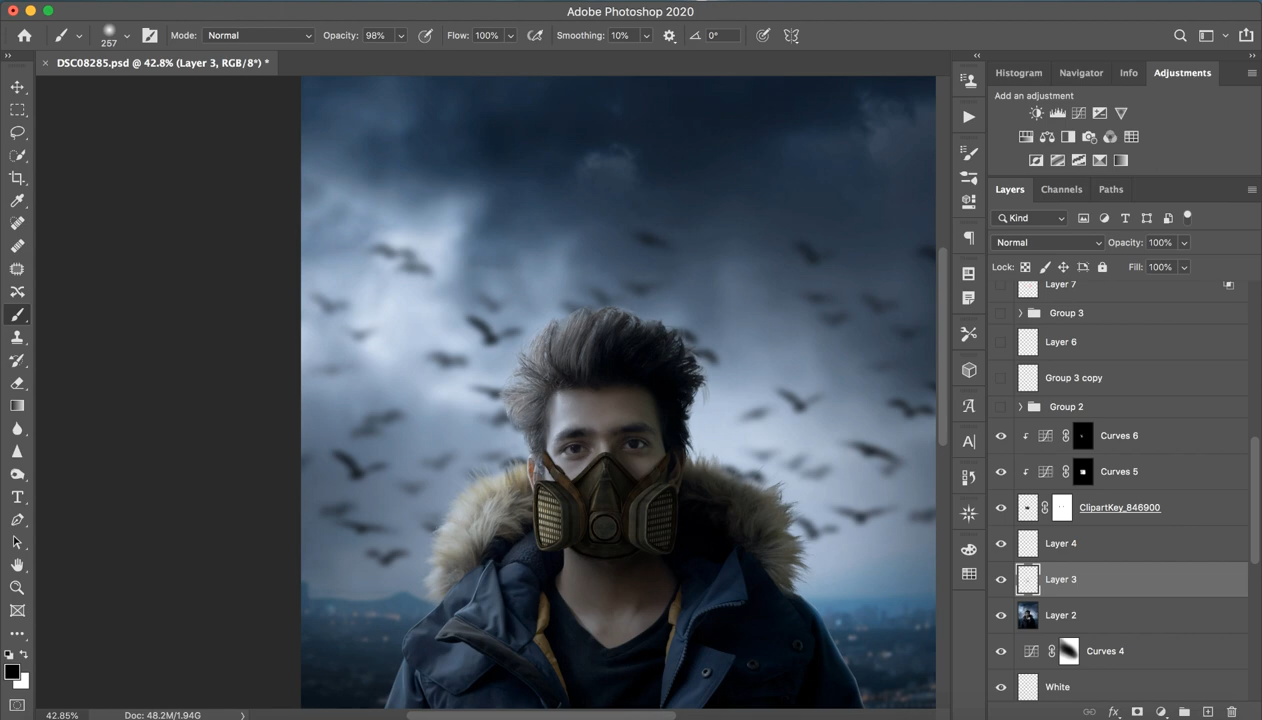 Adobe Photoshop 2020
257
Mode: Normal
Opacity: 98%
Flow: 100%
Smoothing: 10%
0°
DSC08285.psd @ 42.8% (Layer 3, RGB/8*) *
Histogram
Navigator
Info
Adjustments
Add an adjustment
Layers
Channels
Paths
Kind
Normal
Opacity: 100%
Lock:
Fill: 100%
Layer 7
Group 3
Layer 6
Group 3 copy
Group 2
Curves 6
Curves 5
ClipartKey_846900
Layer 4
Layer 3
Layer 2
Curves 4
White
42.85%
Doc: 48.2M/1.94G